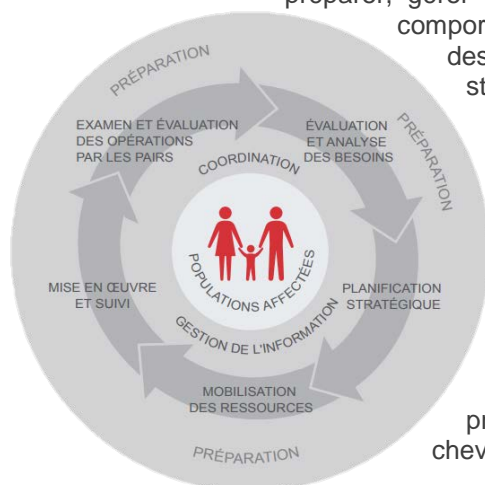 préparer, gérer
compor
des
st
PRÉPARATION
EXAMEN ET ÉVALUATION
DES OPÉRATIONS
PAR LES PAIRS
ÉVALUATION
ET ANALYSE
DES BESOINS
PRÉPARATION
COORDINATION
POPULATIONS AFFECTÉES
GESTION DE L'INFORMATION
MISE EN ŒUVRE
ET SUIVI
PLANIFICATION
STRATÉGIQUE
MOBILISATION
DES RESSOURCES
PRÉPARATION
pr
chev